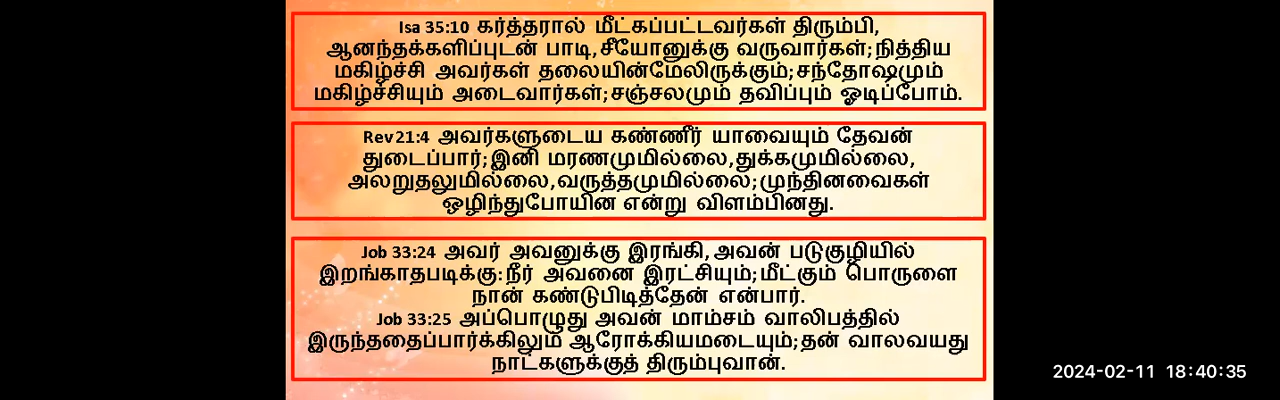 Isa 35:10 கர்த்தரால் மீட்கப்பட்டவர்கள் திரும்பி,
ஆனந்தக்களிப்புடன் பாடி,சீயோனுக்கு வருவார்கள்;நித்திய
மகிழ்ச்சி அவர்கள் தலையின்மேலிருக்கும்;சந்தோஷமும்
மகிழ்ச்சியும் அடைவார்கள்;சஞ்சலமும் தவிப்பும் ஓடிப்போம்.
Rev21:4 அவர்களுடைய கண்ணீர் யாவையும் தேவன்
துடைப்பார்;இனி மரணமுமில்லை,துக்கமுமில்லை,
அலறுதலுமில்லை,வருத்தமுமில்லை;முந்தினவைகள்
ஒழிந்துபோயின என்று விளம்பினது.
Job 33:24 அவர் அவனுக்கு இரங்கி,அவன் படுகுழியில்
இறங்காதபடிக்கு:நீர் அவனை இரட்சியும்;மீட்கும் பொருளை
நான் கண்டுபிடித்தேன் என்பார்.
Job 33:25 அப்பொழுது அவன் மாம்சம் வாலிபத்தில்
இருந்ததைப்பார்க்கிலும் ஆரோக்கியமடையும்;தன் வாலவயது
நாட்களுக்குத் திரும்புவான்.
2024-02-11 18:40:35